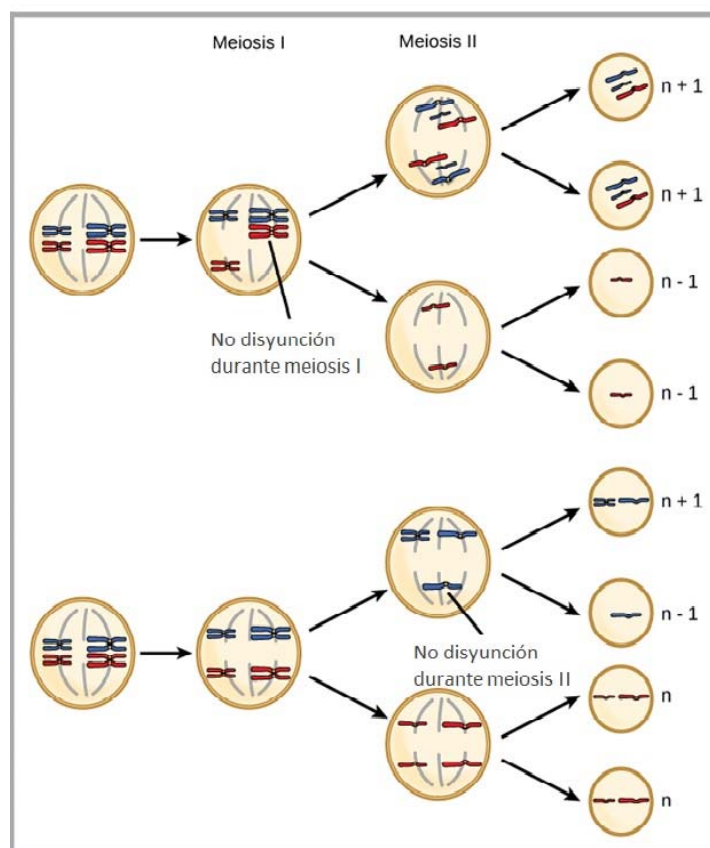 Meiosis I
Meiosis II
n + 1
n + 1
n - 1
n - 1
No disyunción
durante meiosis I
n + 1
n - 1
n
n
No disyunción
durante meiosis II